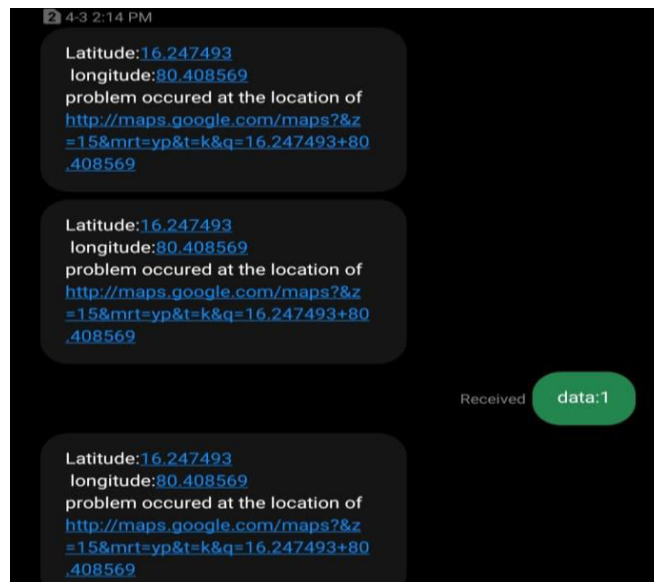 2 4-3 2:14 PM
Latitude:16.247493
longitude:80.408569
problem occured at the location of
http://maps.google.com/maps?&z
=15&mrt=yp&t=k&q=16.247493+80
.408569
Latitude:16.247493
longitude:80.408569
problem occured at the location of
http://maps.google.com/maps?&z
=15&mrt=yp&t=k&q=16.247493+80
.408569
Received data:1
Latitude:16.247493
longitude:80.408569
problem occured at the location of
http://maps.google.com/maps?&z
=15&mrt=yp&t=k&q=16.247493+80
.408569